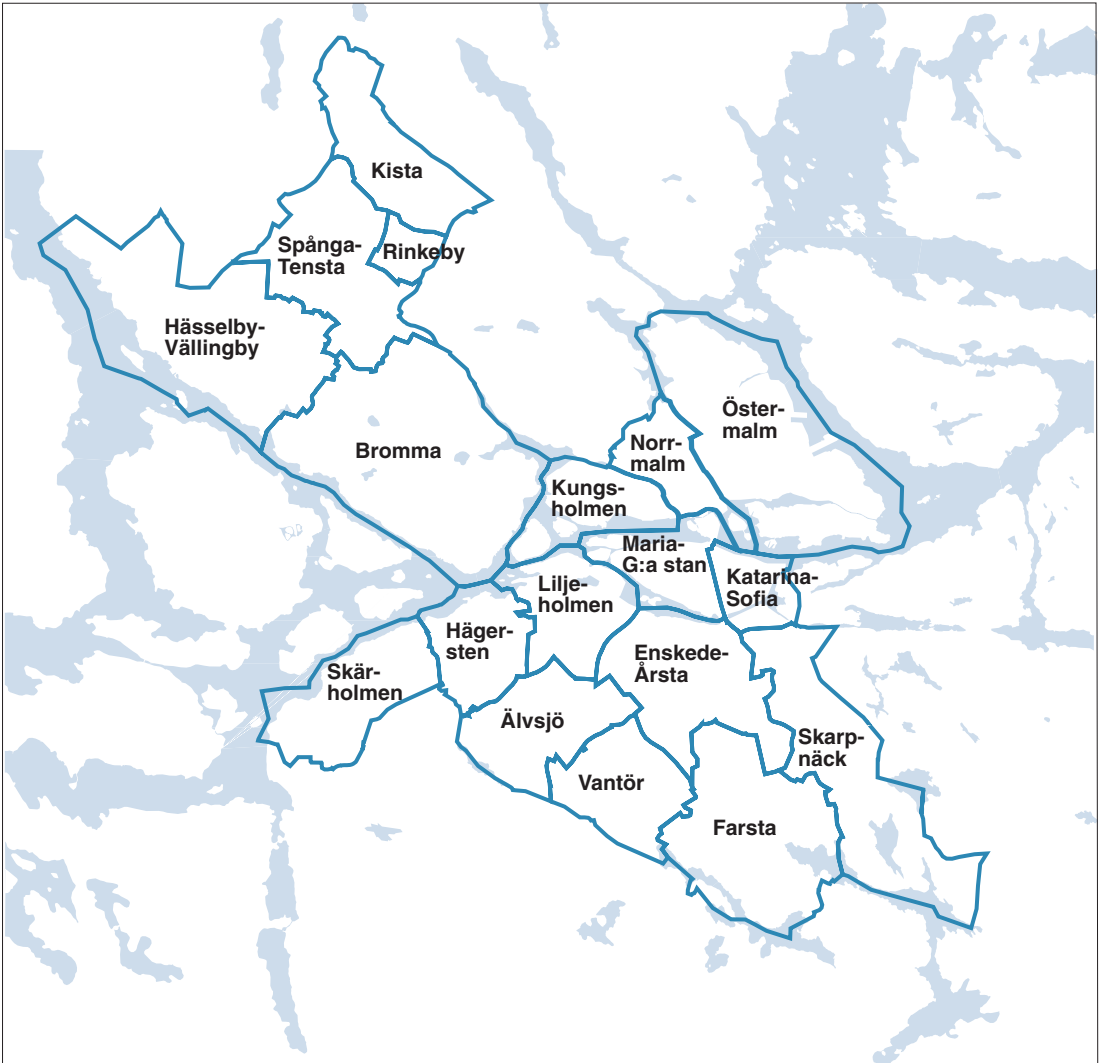 Kista
Spånga-
Tensta
Rinkeby
Hässelby-
Vällingby
Bromma
Öster-
malm
Norr-
malm
Kungs-
holmen
Maria-
G:a stan
Katarina-
Sofia
Lilje-
holmen
Häger-
sten
Enskede-
Årsta
Skär-
holmen
Älvsjö
Skarp-
näck
Vantör
Farsta